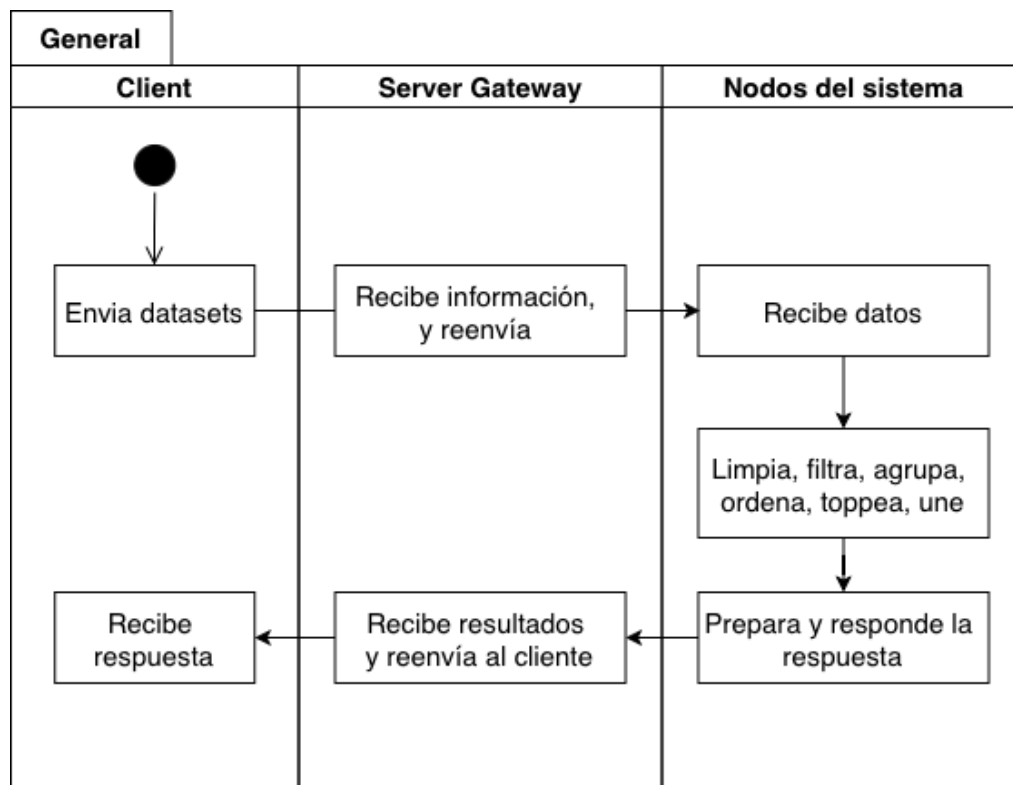 General
Client
Server Gateway
Nodos del sistema
Envia datasets
Recibe información,
y reenvía
Recibe datos
Limpia, filtra, agrupa,
ordena, toppea, une
Recibe
respuesta
Recibe resultados
y reenvía al cliente
Prepara y responde la
respuesta